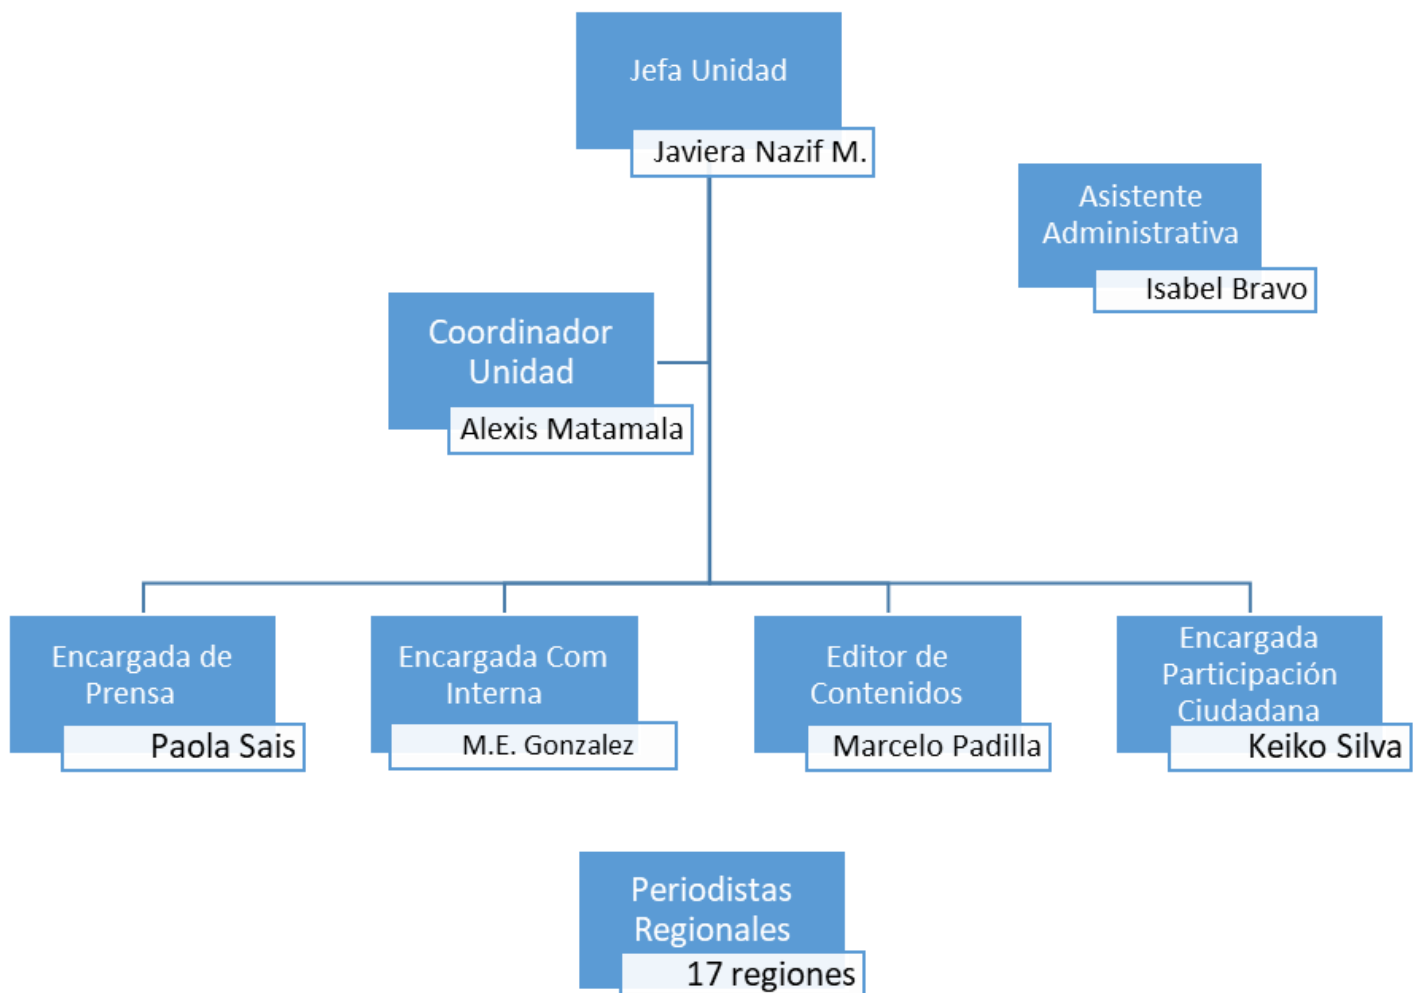 Jefa Unidad
Javiera Nazif M.
Asistente
Administrativa
Isabel Bravo
Coordinador
Unidad
Alexis Matamala
Encargada de
Prensa
Paola Sais
Encargada Com
Interna
M.E. Gonzalez
Editor de
Contenidos
Marcelo Padilla
Encargada
Participación
Ciudadana
Keiko Silva
Periodistas
Regionales
17 regiones